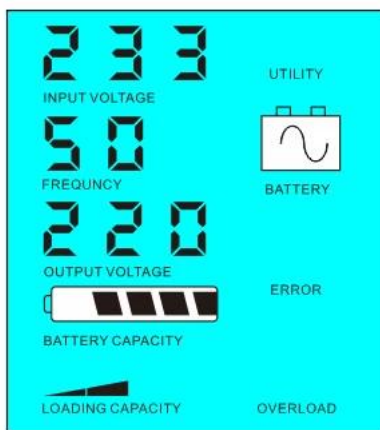 233
INPUT VOLTAGE
UTILITY
50
FREQUNCY
BATTERY
220
OUTPUT VOLTAGE
ERROR
BATTERY CAPACITY
LOADING CAPACITY
OVERLOAD